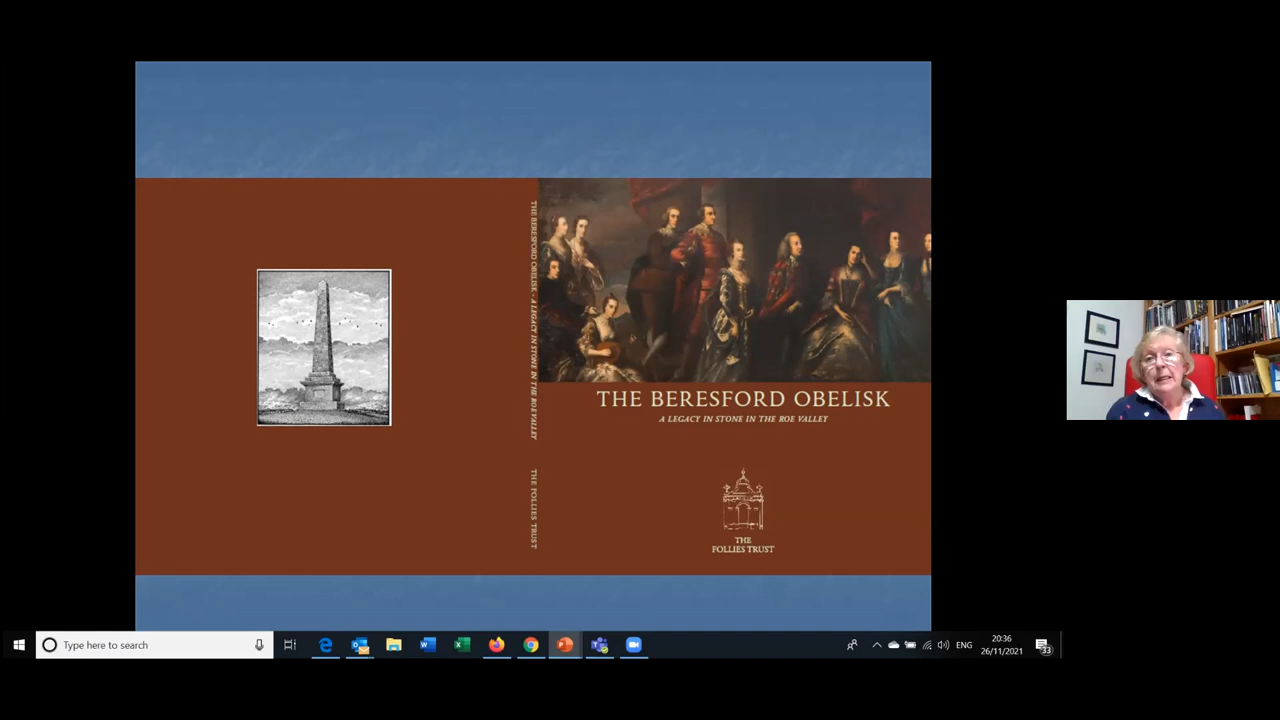 THE BERESFORD OBELISK - A LEGACY IN STONE IN THE ROE VALLEY
THE FOLLIES TRUST
THE BERESFORD OBELISK
A LEGACY IN STONE IN THE ROE VALLEY
THE
FOLLIES TRUST
Type here to search
ENG
20:36
26/11/2021
33